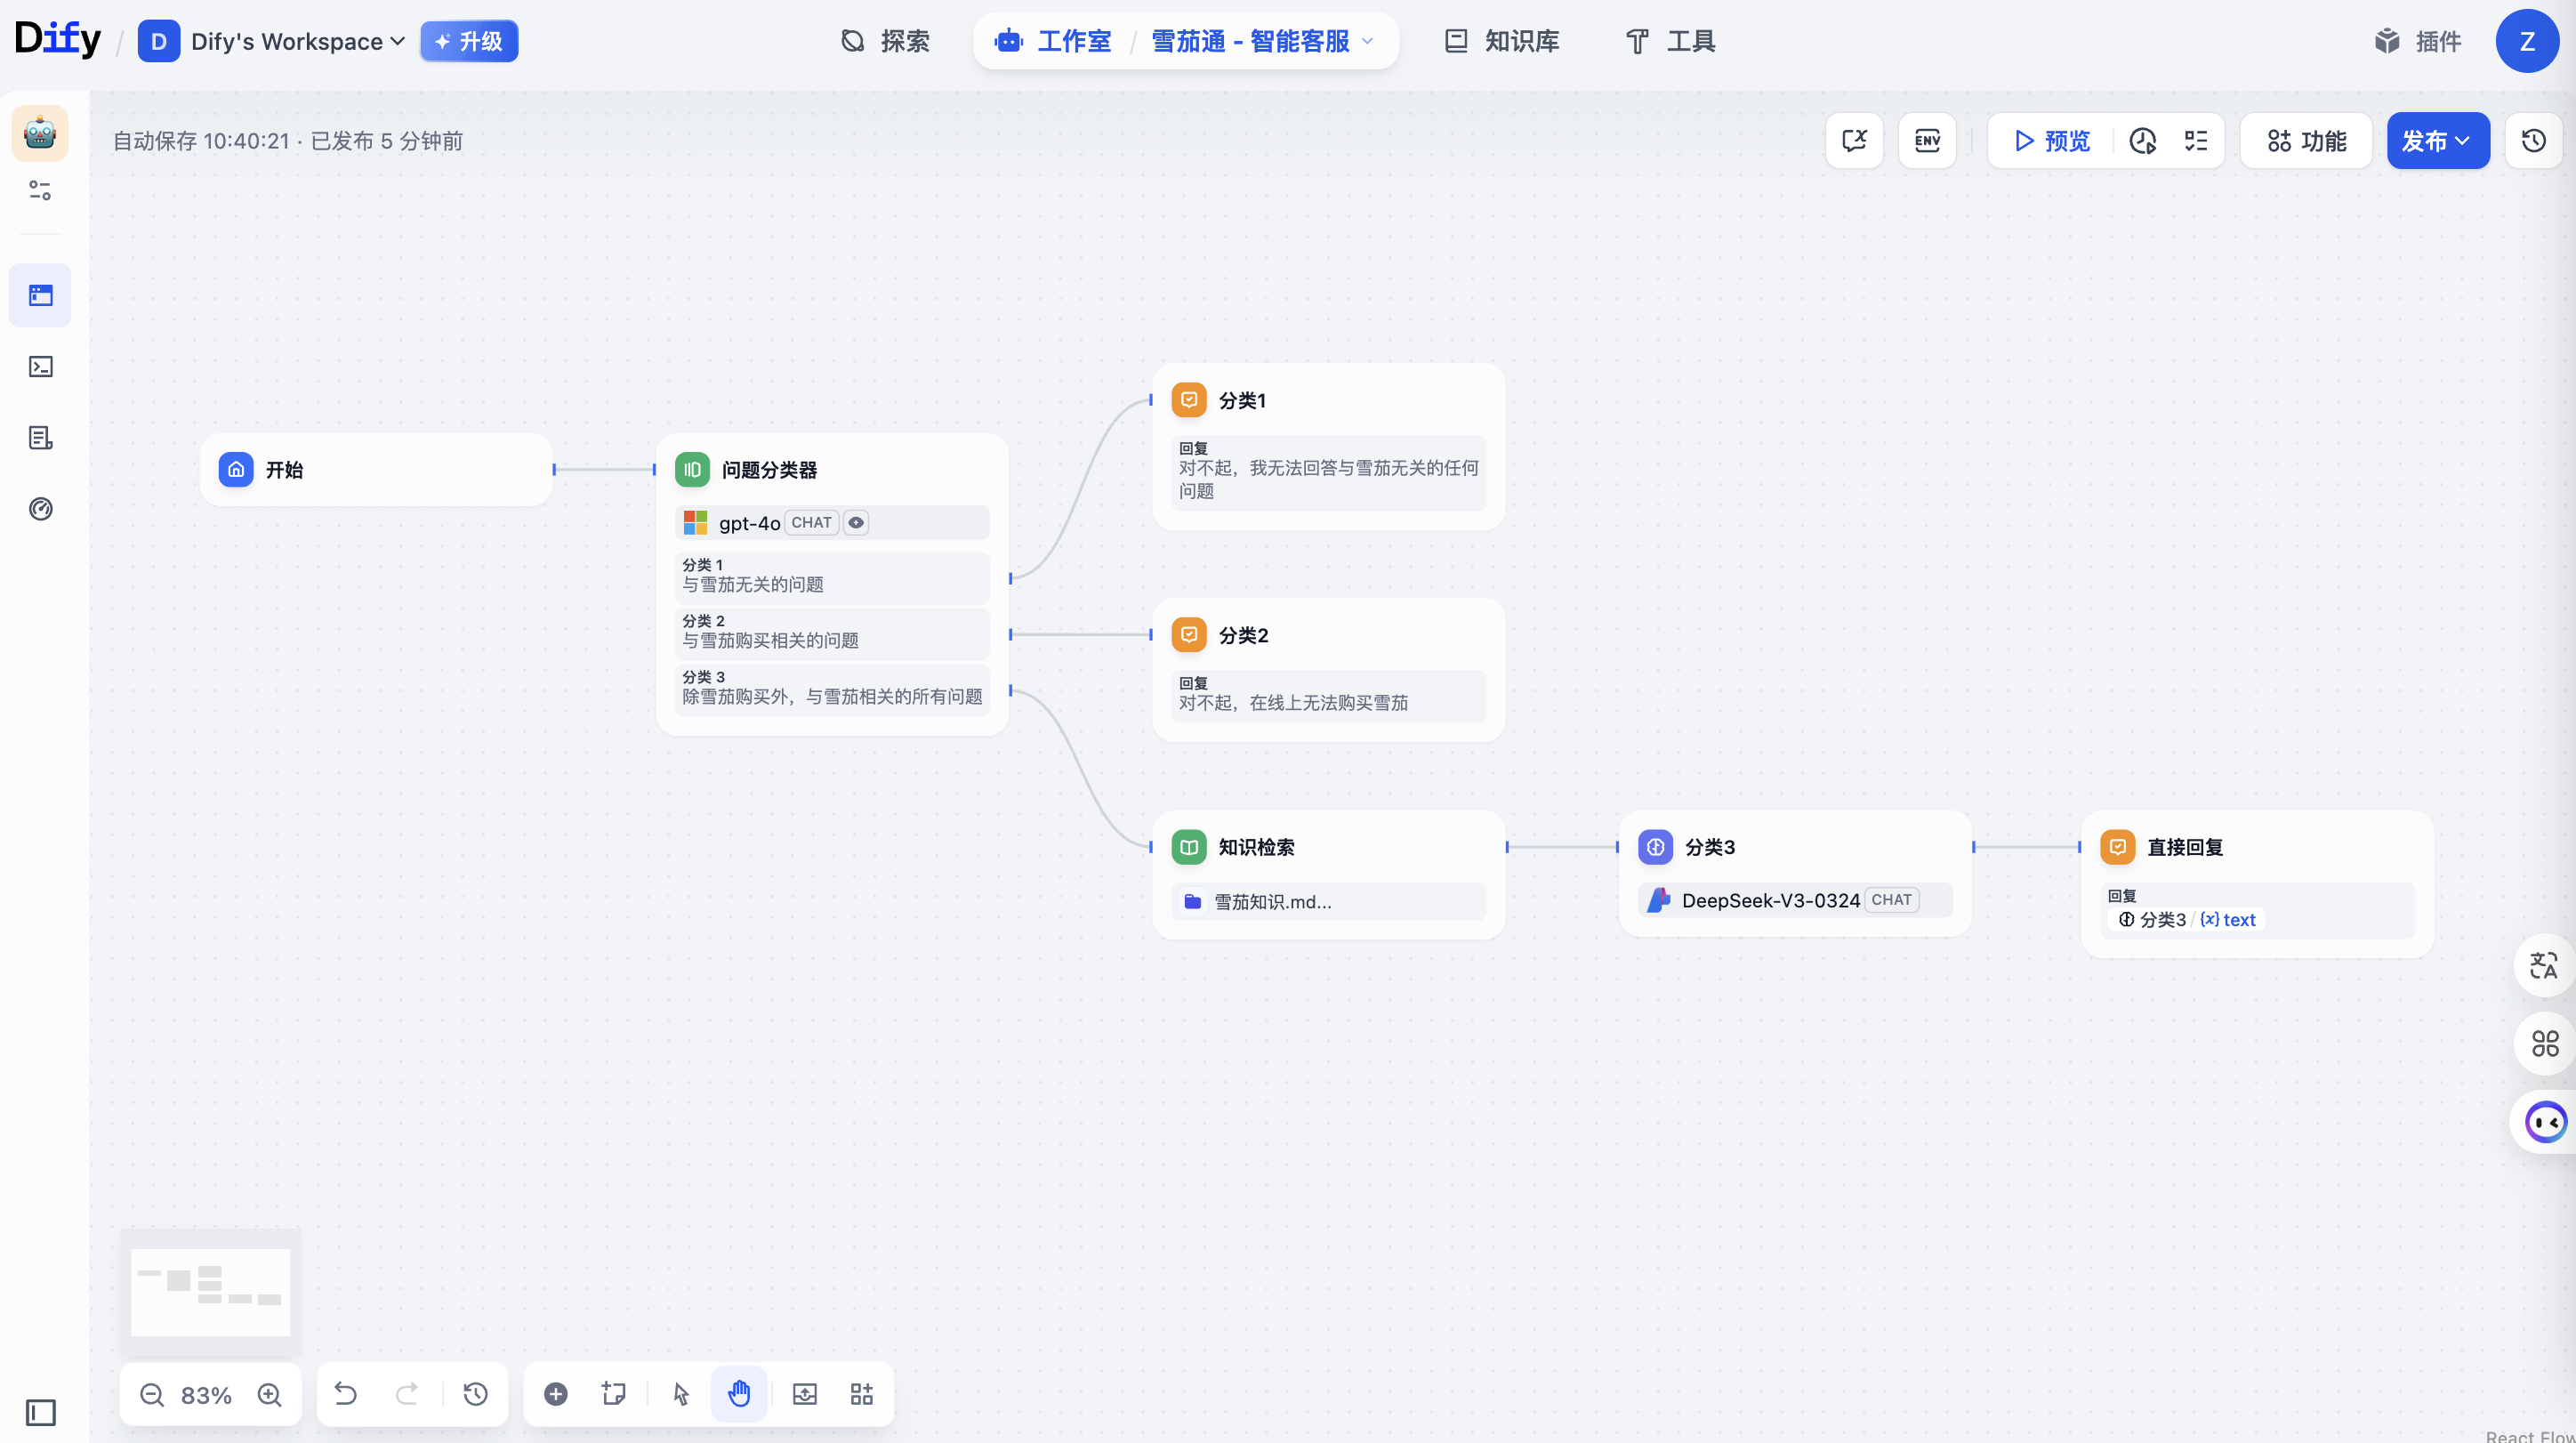 Dify / D Dify's Workspace 升级
探索
工作室 / 雪茄通 - 智能客服
知识库
工具
插件
Z
自动保存 10:40:21 · 已发布 5 分钟前
ENV
预览
功能
发布
开始
问题分类器
gpt-4o CHAT
分类 1
与雪茄无关的问题
分类 2
与雪茄购买相关的问题
分类 3
除雪茄购买外，与雪茄相关的所有问题
分类1
回复
对不起，我无法回答与雪茄无关的任何
问题
分类2
回复
对不起，在线上无法购买雪茄
知识检索
雪茄知识.md...
分类3
DeepSeek-V3-0324 CHAT
直接回复
回复
分类3 / {x} text
83%
React Flow